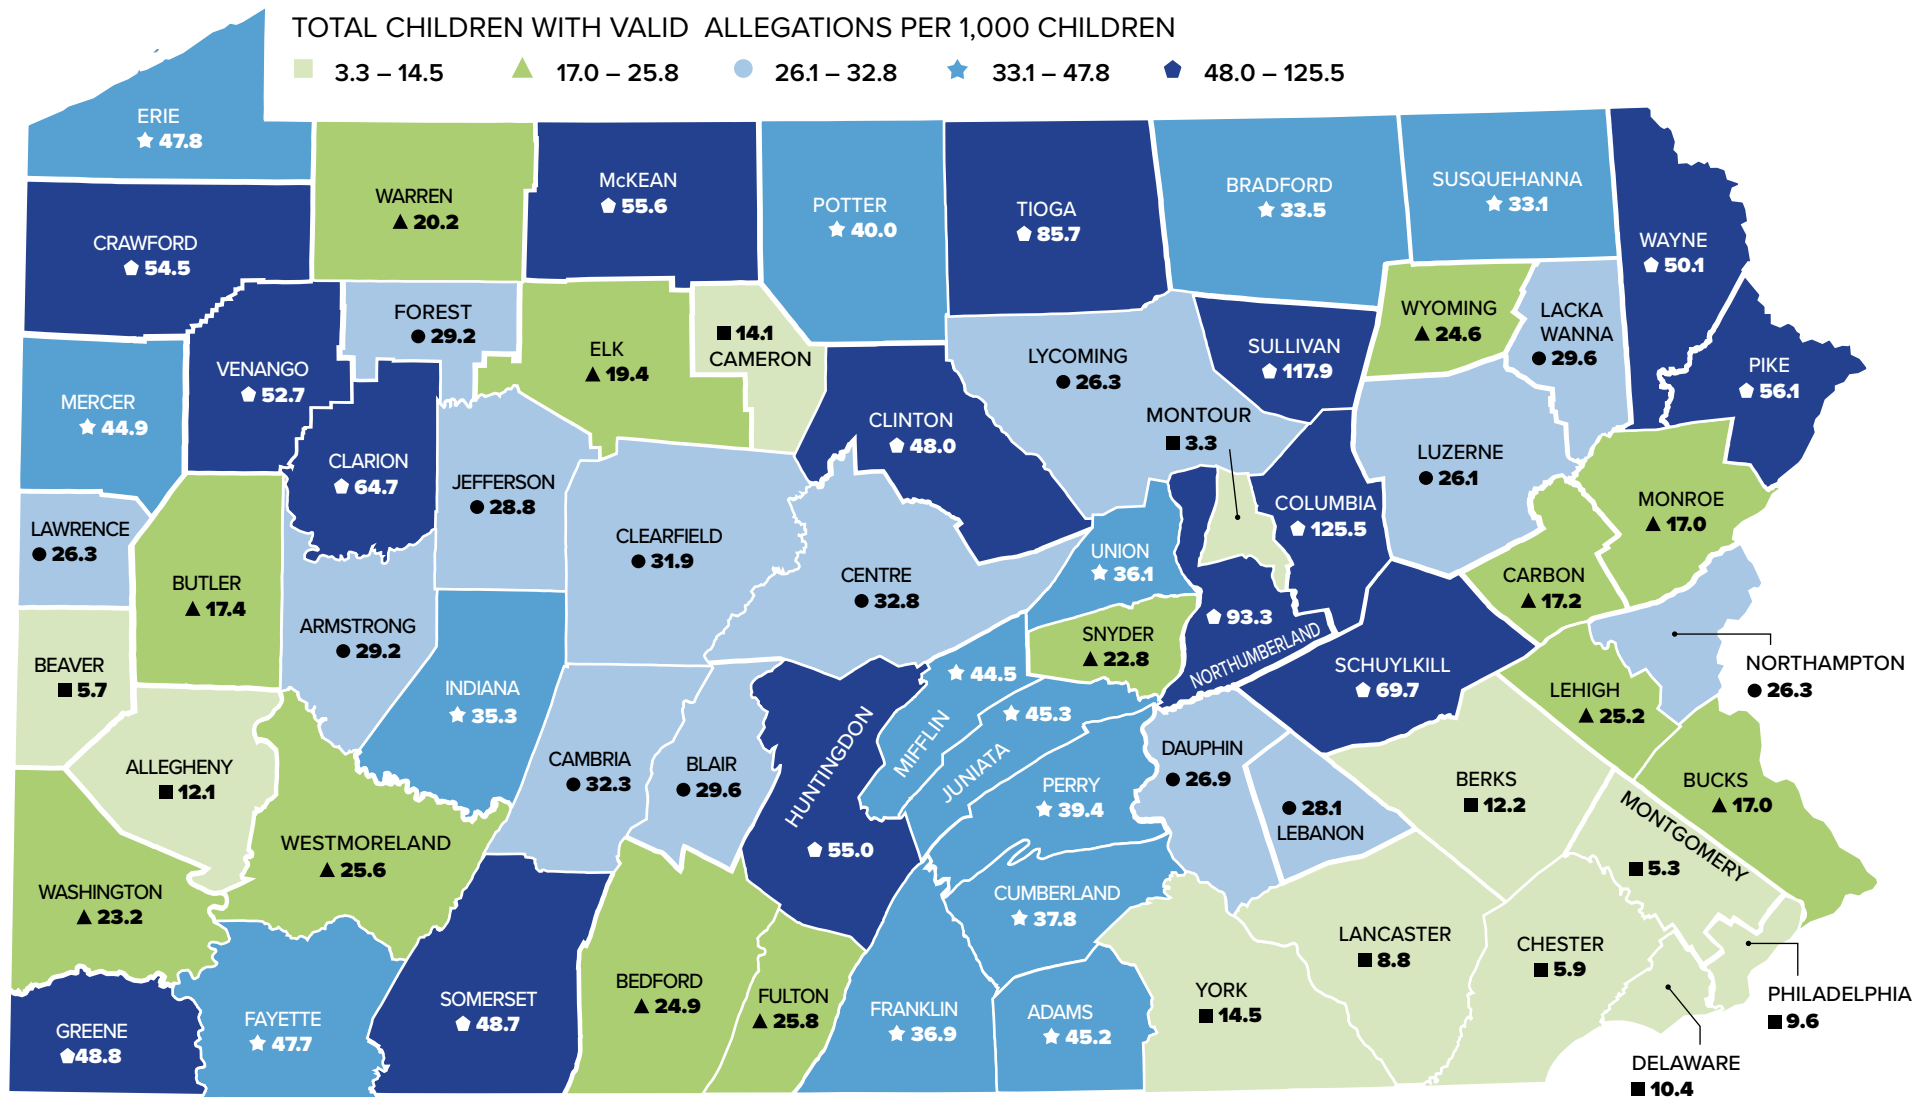 TOTAL CHILDREN WITH VALID ALLEGATIONS PER 1,000 CHILDREN
3.3 – 14.5
17.0 – 25.8
26.1 – 32.8
33.1 – 47.8
48.0 – 125.5
ERIE
47.8
CRAWFORD
54.5
WARREN
20.2
McKEAN
55.6
POTTER
40.0
TIOGA
85.7
BRADFORD
33.5
SUSQUEHANNA
33.1
WAYNE
50.1
FOREST
29.2
VENANGO
52.7
MERCER
44.9
ELK
19.4
14.1
CAMERON
CLINTON
48.0
LYCOMING
26.3
SULLIVAN
117.9
WYOMING
24.6
LACKA
WANNA
29.6
PIKE
56.1
MONTOUR
3.3
COLUMBIA
125.5
LUZERNE
26.1
MONROE
17.0
CLARION
64.7
JEFFERSON
28.8
CLEARFIELD
31.9
CENTRE
32.8
UNION
36.1
CARBON
17.2
LAWRENCE
26.3
BUTLER
17.4
ARMSTRONG
29.2
BEAVER
5.7
INDIANA
35.3
SNYDER
22.8
93.3
NORTHUMBERLAND
SCHUYLKILL
69.7
NORTHAMPTON
26.3
LEHIGH
25.2
44.5
MIFFLIN
45.3
JUNIATA
HUNTINGDON
55.0
ALLEGHENY
12.1
CAMBRIA
32.3
BLAIR
29.6
PERRY
39.4
DAUPHIN
26.9
28.1
LEBANON
BERKS
12.2
BUCKS
17.0
MONTGOMERY
5.3
WESTMORELAND
25.6
WASHINGTON
23.2
CUMBERLAND
37.8
LANCASTER
8.8
CHESTER
5.9
PHILADELPHIA
9.6
DELAWARE
10.4
GREENE
48.8
FAYETTE
47.7
SOMERSET
48.7
BEDFORD
24.9
FULTON
25.8
FRANKLIN
36.9
ADAMS
45.2
YORK
14.5